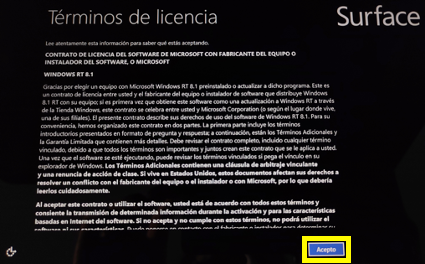 Términos de licencia
Surface
Lee atentamente esta información para saber qué estás aceptando.
CONTRATO DE LICENCIA DEL SOFTWARE DE MICROSOFT CON FABRICANTE DEL EQUIPO O
INSTALADOR DEL SOFTWARE, O MICROSOFT
WINDOWS RT 8.1
Gracias por elegir un equipo con Microsoft Windows RT 8.1 preinstalado o actualizar a dicho programa. Este es
un contrato de licencia entre usted y el fabricante del equipo o instalador de software que distribuye Windows
8.1 RT con su equipo; si es primera vez que obtiene este software como una actualización a Windows RT a través
de la Tienda Windows, este contrato se celebra entre usted y Microsoft Corporation (o según el lugar donde vive,
una de sus filiales). El presente contrato describe sus derechos de uso del software de Windows RT 8.1. Para su
conveniencia, hemos organizado este contrato en dos partes. La primera parte incluye los términos
introductorios presentados en formato de pregunta y respuesta; a continuación, están los Términos Adicionales y
la Garantía Limitada que contienen más detalles. Debe revisar el contrato completo, incluido cualquier término
vinculado, debido a que todos los términos son importantes y juntos crean este contrato que se le aplica a usted.
Una vez que el software se esté ejecutando, puede revisar los términos vinculados si pega el vínculo en su
explorador de Windows. Los Términos Adicionales contienen una cláusula de arbitraje vinculante
y una renuncia de acción de clase. Si vive en Estados Unidos, estos documentos afectan sus derechos a
resolver un conflicto con el fabricante del equipo o el instalador o con Microsoft, por lo que debería
leerlos cuidadosamente.
Al aceptar este contrato o utilizar el software, usted está de acuerdo con todos estos términos y
consiente la transmisión de determinada información durante la activación y para las características
basadas en Internet del software. Si no acepta y no cumple con estos términos, no podrá utilizar el
software ni sus características.
Acepto